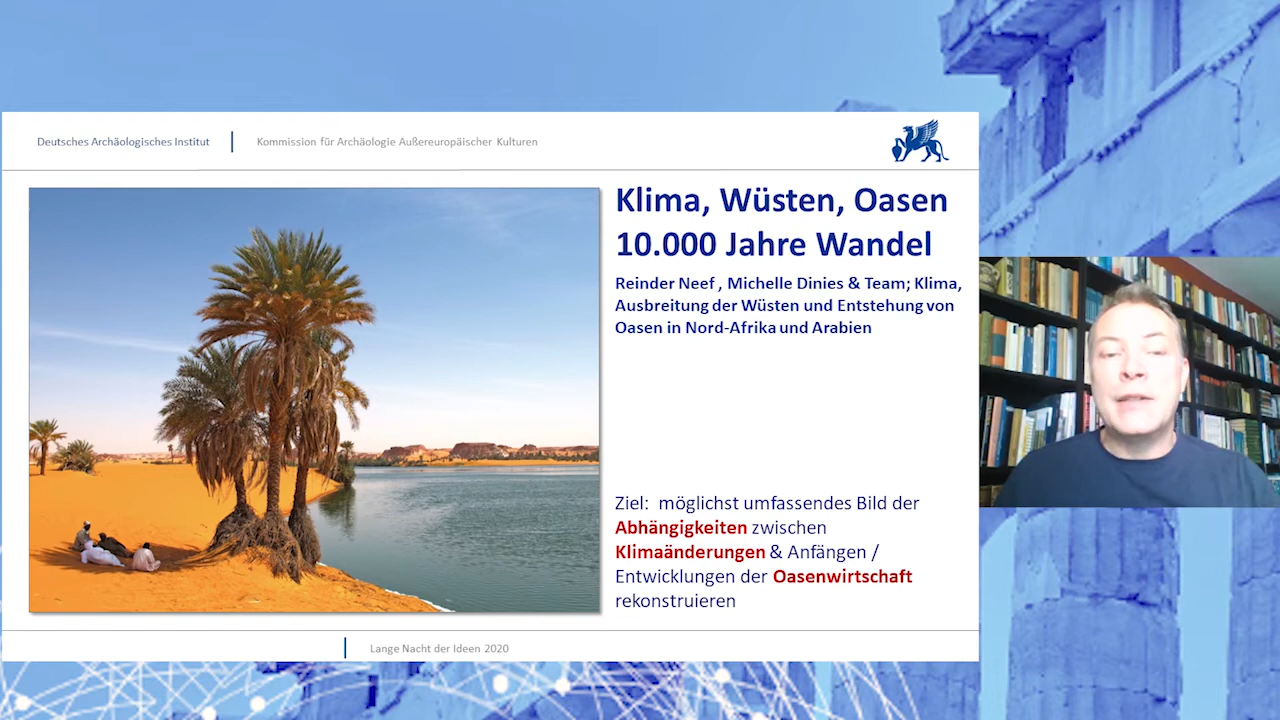 Deutsches Archäologisches Institut
Kommission für Archäologie Außereuropäischer Kulturen
Klima, Wüsten, Oasen
10.000 Jahre Wandel
Reinder Neef , Michelle Dinies & Team; Klima,
Ausbreitung der Wüsten und Entstehung von
Oasen in Nord-Afrika und Arabien
Ziel: möglichst umfassendes Bild der
Abhängigkeiten zwischen
Klimaänderungen & Anfängen /
Entwicklungen der Oasenwirtschaft
rekonstruieren
Lange Nacht der Ideen 2020